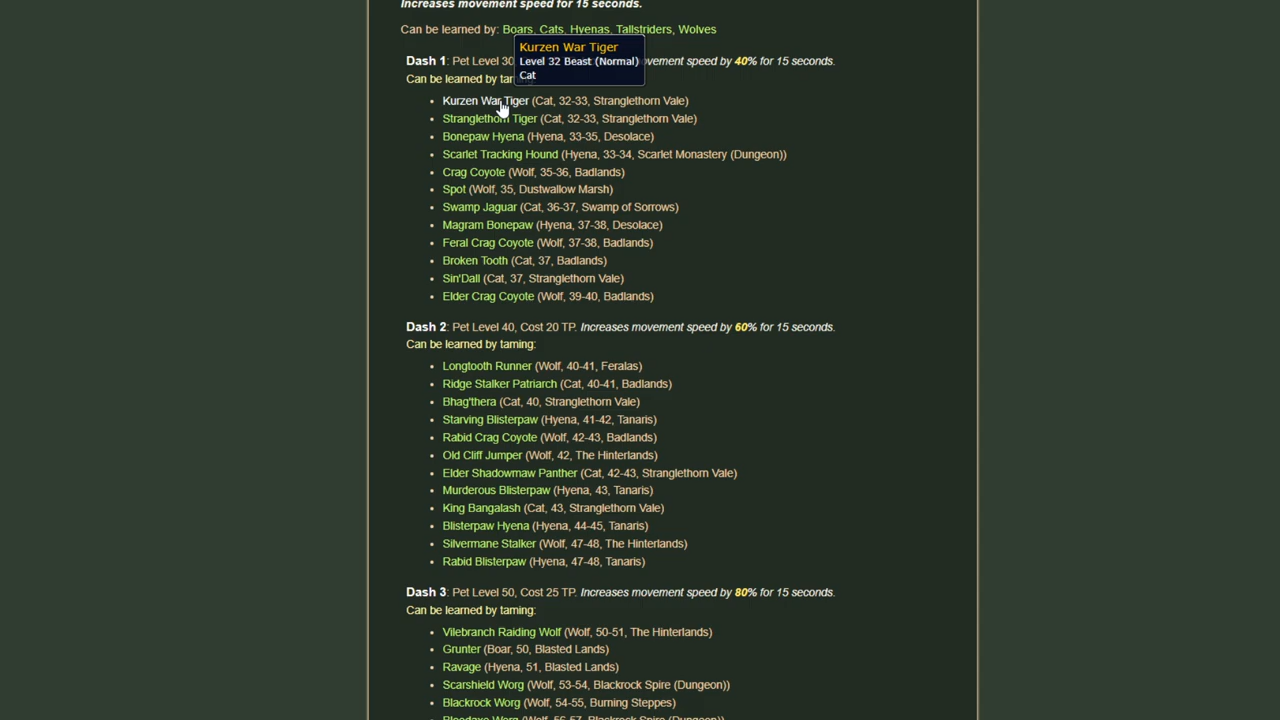 Increases movement speed for 15 seconds.
Can be learned by: Boars, Cats, Hyenas, Tallstriders, Wolves
Kurzen War Tiger
Level 32 Beast (Normal)
Cat
Dash 1: Pet Level 30 vement speed by 40% for 15 seconds.
Can be learned by taming:
• Kurzen War Tiger (Cat, 32-33, Stranglethorn Vale)
• Stranglethorn Tiger (Cat, 32-33, Stranglethorn Vale)
• Bonepaw Hyena (Hyena, 33-35, Desolace)
• Scarlet Tracking Hound (Hyena, 33-34, Scarlet Monastery (Dungeon))
• Crag Coyote (Wolf, 35-36, Badlands)
• Spot (Wolf, 35, Dustwallow Marsh)
• Swamp Jaguar (Cat, 36-37, Swamp of Sorrows)
• Magram Bonepaw (Hyena, 37-38, Desolace)
• Feral Crag Coyote (Wolf, 37-38, Badlands)
• Broken Tooth (Cat, 37, Badlands)
• Sin'Dall (Cat, 37, Stranglethorn Vale)
• Elder Crag Coyote (Wolf, 39-40, Badlands)
Dash 2: Pet Level 40, Cost 20 TP. Increases movement speed by 60% for 15 seconds.
Can be learned by taming:
• Longtooth Runner (Wolf, 40-41, Feralas)
• Ridge Stalker Patriarch (Cat, 40-41, Badlands)
• Bhag'thera (Cat, 40, Stranglethorn Vale)
• Starving Blisterpaw (Hyena, 41-42, Tanaris)
• Rabid Crag Coyote (Wolf, 42-43, Badlands)
• Old Cliff Jumper (Wolf, 42, The Hinterlands)
• Elder Shadowmaw Panther (Cat, 42-43, Stranglethorn Vale)
• Murderous Blisterpaw (Hyena, 43, Tanaris)
• King Bangalash (Cat, 43, Stranglethorn Vale)
• Blisterpaw Hyena (Hyena, 44-45, Tanaris)
• Silvermane Stalker (Wolf, 47-48, The Hinterlands)
• Rabid Blisterpaw (Hyena, 47-48, Tanaris)
Dash 3: Pet Level 50, Cost 25 TP. Increases movement speed by 80% for 15 seconds.
Can be learned by taming:
• Vilebranch Raiding Wolf (Wolf, 50-51, The Hinterlands)
• Grunter (Boar, 50, Blasted Lands)
• Ravage (Hyena, 51, Blasted Lands)
• Scarshield Worg (Wolf, 53-54, Blackrock Spire (Dungeon))
• Blackrock Worg (Wolf, 54-55, Burning Steppes)
• Bloodaxe Worg (Wolf, 56-57, Blackrock Spire (Dungeon))